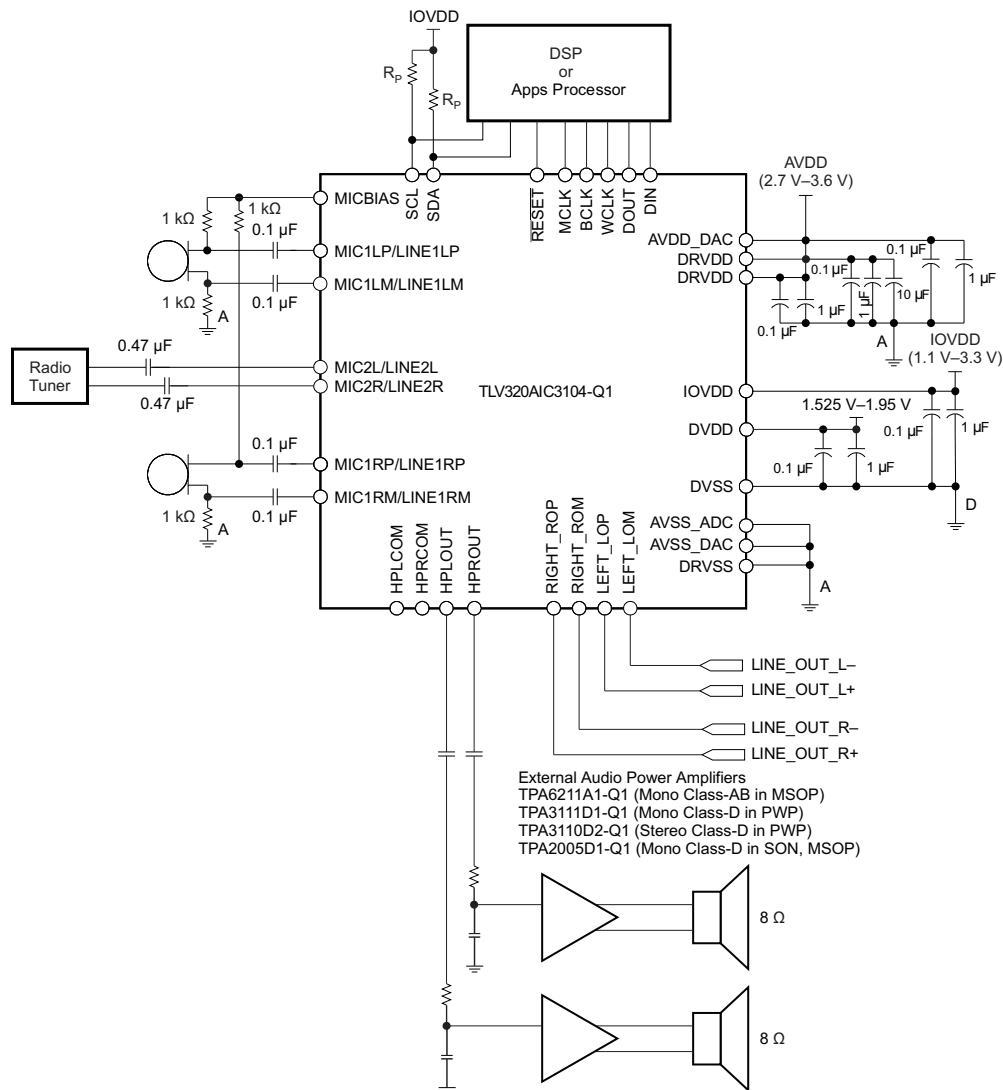 IOVDD
DSP
or
Apps Processor
RP
RP
SCL
SDA
RESET
MCLK
BCLK
WCLK
DOUT
DIN
AVDD
(2.7 V–3.6 V)
MICBIAS
1 kΩ
1 kΩ
0.1 µF
MIC1LP/LINE1LP
MIC1LM/LINE1LM
1 kΩ
0.1 µF
A
AVDD_DAC
DRVDD
DRVDD
0.1 µF
0.1 µF
1 µF
10 µF
1 µF
1 µF
0.1 µF
A
Radio
Tuner
0.47 µF
0.47 µF
MIC2L/LINE2L
MIC2R/LINE2R
TLV320AIC3104-Q1
IOVDD
(1.1 V–3.3 V)
IOVDD
1.525 V–1.95 V
DVDD
0.1 µF
1 µF
0.1 µF
1 µF
DVSS
D
0.1 µF
MIC1RP/LINE1RP
MIC1RM/LINE1RM
1 kΩ
0.1 µF
A
AVSS_ADC
AVSS_DAC
DRVSS
A
HPLCOM
HPRCOM
HPLOUT
HPROUT
RIGHT_ROP
RIGHT_ROM
LEFT_LOP
LEFT_LOM
LINE_OUT_L–
LINE_OUT_L+
LINE_OUT_R–
LINE_OUT_R+
External Audio Power Amplifiers
TPA6211A1-Q1 (Mono Class-AB in MSOP)
TPA3111D1-Q1 (Mono Class-D in PWP)
TPA3110D2-Q1 (Stereo Class-D in PWP)
TPA2005D1-Q1 (Mono Class-D in SON, MSOP)
8 Ω
8 Ω